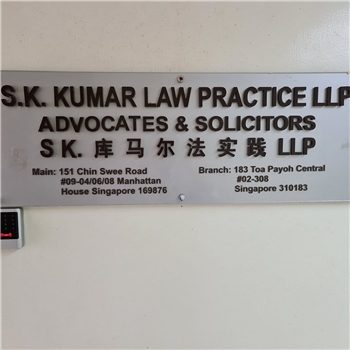 S.K. KUMAR LAW PRACTICE LLP
ADVOCATES & SOLICITORS
S K. 库马尔法实践 LLP
Main: 151 Chin Swee Road
#09-04/06/08 Manhattan
House Singapore 169876
Branch: 183 Toa Payoh Central
#02-308
Singapore 310183